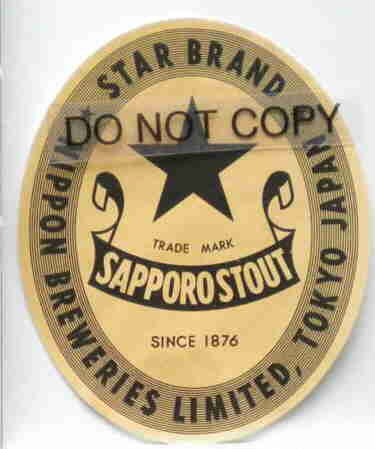 STAR BRAND
DO NOT COPY
TRADE MARK
SAPPORO STOUT
SINCE 1876
NIPPON BREWERIES LIMITED, TOKYO JAPAN